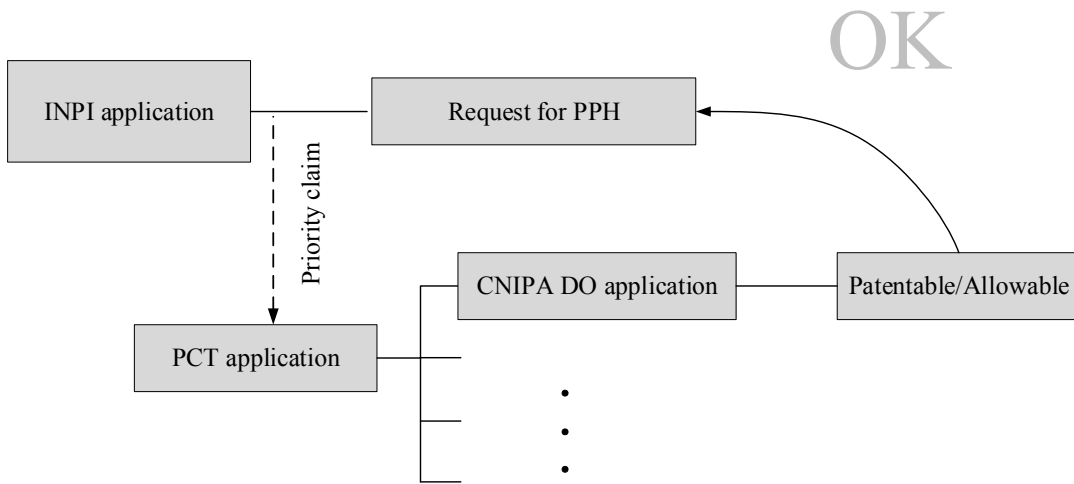 OK
INPI application
Request for PPH
Priority claim
CNIPA DO application
Patentable/Allowable
PCT application